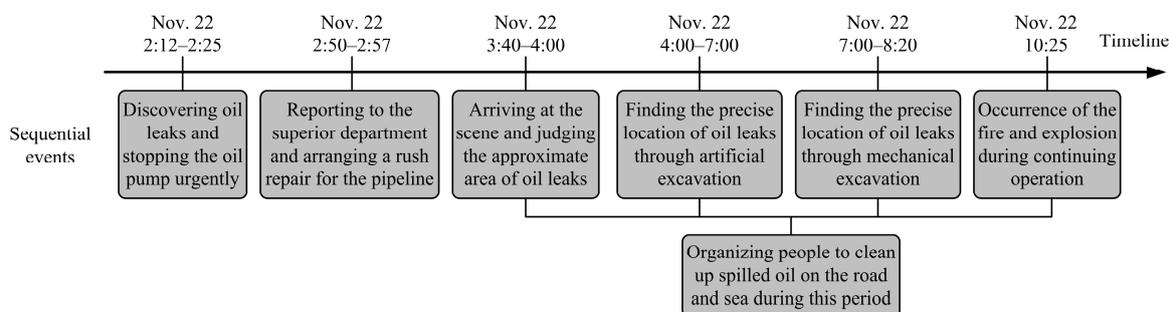 Nov. 22
2:12–2:25
Nov. 22
2:50–2:57
Nov. 22
3:40–4:00
Nov. 22
4:00–7:00
Nov. 22
7:00–8:20
Nov. 22
10:25
Timeline
Sequential
events
Discovering oil
leaks and
stopping the oil
pump urgently
Reporting to the
superior department
and arranging a rush
repair for the pipeline
Arriving at the
scene and judging
the approximate
area of oil leaks
Finding the precise
location of oil leaks
through artificial
excavation
Finding the precise
location of oil leaks
through mechanical
excavation
Occurrence of the
fire and explosion
during continuing
operation
Organizing people to clean
up spilled oil on the road
and sea during this period